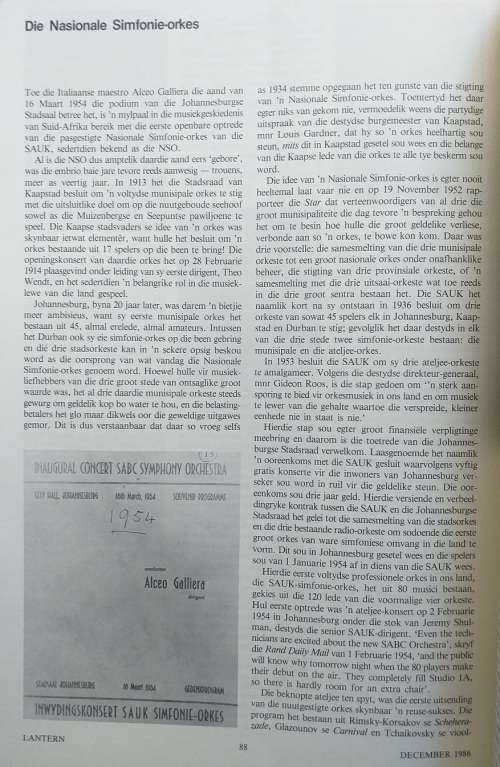 Die Nasionale Simfonie-orkes
Toe die Italiaanse maestro Alceo Galliera die aand van
16 Maart 1954 die podium van die Johannesburgse
Stadsaal betree het, is 'n mylpaal in die musiekgeskiedenis
van Suid-Afrika bereik met die eerste openbare optrede
van die pasgestigte Nasionale Simfonie-orkes van die
SAUK, sedertdien bekend as die NSO.
Al is die NSO dus amptelik daardie aand eers 'gebore',
was die embrio baie jare tevore reeds aanwesig — trouens,
meer as veertig jaar. In 1913 het die Stadsraad van
Kaapstad besluit om 'n voltydse munisipale orkes te stig
met die uitsluitlike doel om op die nuutgeboude seehoof
sowel as die Muizenbergse en Seepuntse pawiljoene te
speel. Die Kaapse stadsvaders se idee van 'n orkes was
skynbaar ietwat elementêr, want hulle het besluit om 'n
orkes bestaande uit 17 spelers op die been te bring! Die
openingskonsert van daardie orkes het op 28 Februarie
1914 plaasgevind onder leiding van sy eerste dirigent, Theo
Wendt, en het sedertdien 'n belangrike rol in die musiek-
lewe van die land gespeel.
Johannesburg, byna 20 jaar later, was darem 'n bietjie
meer ambisieus, want sy eerste munisipale orkes het
bestaan uit 45, almal erelede, almal amateurs. Intussen
het Durban ook sy eie simfonie-orkes op die been gebring
en dié drie stadsorkeste kan in 'n sekere opsig beskou
word as die oorsprong van wat vandag die Nasionale
Simfonie-orkes genoem word. Hoewel hulle vir musiek-
liefhebbers van die drie groot stede van ontsaglike groot
waarde was, het al drie daardie munisipale orkeste steeds
gewurg om geldelik kop bo water te hou, en die belasting-
betalers het glo maar dikwels oor die geweldige uitgawes
gemor. Dit is dus verstaanbaar dat daar so vroeg selfs
as 1934 stemme opgegaan het ten gunste van die stigting
van 'n Nasionale Simfonie-orkes. Toentertyd het daar
egter niks van gekom nie, vermoedelik weens die partydige
uitspraak van die destydse burgemeester van Kaapstad,
mnr Louis Gardner, dat hy so 'n orkes heelhartig sou
steun, mits dit in Kaapstad gesetel sou wees en die belange
van die Kaapse lede van die orkes te alle tye beskerm sou
word.
Die idee van 'n Nasionale Simfonie-orkes is egter nooit
heeltemal laat vaar nie en op 19 November 1952 rap-
porteer die Star dat verteenwoordigers van al drie die
groot munisipaliteite die dag tevore 'n bespreking gehou
het om te besin hoe hulle die groot geldelike verliese,
verbonde aan so 'n orkes, te bowe kon kom. Daar was
drie voorstelle: die samesmelting van die drie munisipale
orkeste tot een groot nasionale orkes onder onafhanklike
beheer, die stigting van drie provinsiale orkeste, of 'n
samesmelting met die drie uitsaai-orkeste wat toe reeds
in die drie groot sentra bestaan het. Die SAUK het
naamlik kort na sy ontstaan in 1936 besluit om drie
orkeste van sowat 45 spelers elk in Johannesburg, Kaap-
stad en Durban te stig; gevolglik het daar destyds in elk
van die drie stede twee simfonie-orkeste bestaan: die
munisipale en die ateljee-orkes.
In 1953 besluit die SAUK om sy drie ateljee-orkeste
te amalgameer. Volgens die destydse direkteur-generaal,
mnr Gideon Roos, is die stap gedoen om ''n sterk aan-
sporing te bied vir orkesmusiek in ons land en om musiek
te lewer van die gehalte waartoe die verspreide, kleiner
eenhede nie in staat is nie.'
Hierdie stap sou egter groot finansiële verpligtinge
meebring en daarom is die toetrede van die Johannes-
burgse Stadsraad verwelkom. Laasgenoemde het naamlik
'n ooreenkoms met die SAUK gesluit waarvolgens vyftig
gratis konserte vir die inwoners van Johannesburg ver-
seker sou word in ruil vir die geldelike steun. Die oor-
eenkoms sou drie jaar geld. Hierdie versiende en verbeel-
dingryke kontrak tussen die SAUK en die Johannesburgse
Stadsraad het gelei tot die samesmelting van die stadsorkes
en die drie bestaande radio-orkeste om sodoende die eerste
groot orkes van ware simfoniese omvang in die land te
vorm. Dit sou in Johannesburg gesetel wees en die spelers
sou van 1 Januarie 1954 af in diens van die SAUK wees.
Hierdie eerste voltydse professionele orkes in ons land,
die SAUK-simfonie-orkes, het uit 80 musici bestaan,
gekies uit die 120 lede van die voormalige vier orkeste.
Hul eerste optrede was 'n ateljee-konsert op 2 Februarie
1954 in Johannesburg onder die stok van Jeremy Shul-
man, destyds die senior SAUK-dirigent. 'Even the tech-
nicians are excited about the new SABC Orchestra', skryf
die Rand Daily Mail van 1 Februarie 1954, 'and the public
will know why tomorrow night when the 80 players make
their debut on the air. They completely fill Studio 1A,
so there is hardly room for an extra chair'.
Die beknopte ateljee ten spyt, was die eerste uitsending
van die nuutgestigte orkes skynbaar 'n reuse-sukses. Die
program het bestaan uit Rimsky-Korsakov se Schehera-
zade, Glazounov se Carnival en Tchaikovsky se viool-
(13)
INAUGURAL CONCERT SABC SYMPHONY ORCHESTRA
CITY HALL, JOHANNESBURG 16th March, 1954 SOUVENIR PROGRAMME
1954
conductor
Alceo Galliera
dirigent
STADSAAL JOHANNESBURG 16 Maart 1954 GEDENKPROGRAM
INWYDINGSKONSERT SAUK SIMFONIE-ORKES
LANTERN
88
DECEMBER 1986